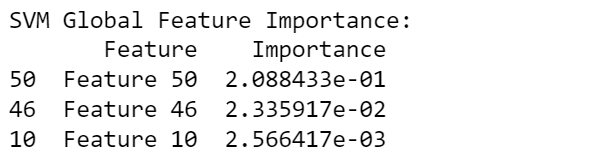 SVM Global Feature Importance:
Feature Importance
50 Feature 50 2.088433e-01
46 Feature 46 2.335917e-02
10 Feature 10 2.566417e-03